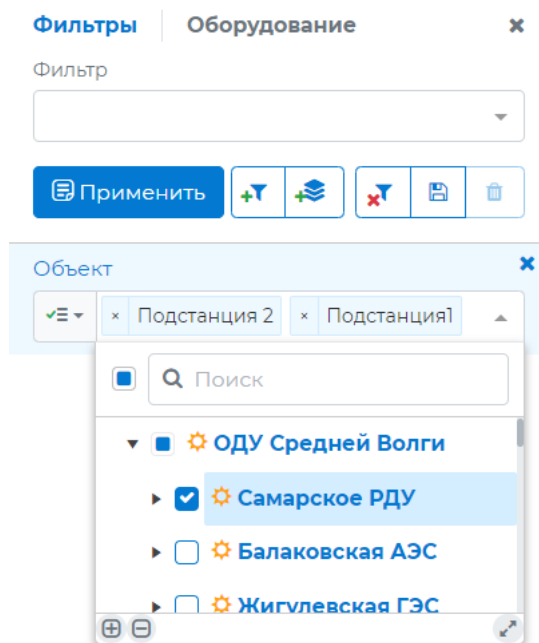 Фильтры Оборудование
Фильтр
Применить
Объект
Подстанция 2 Подстанция1
Поиск
ОДУ Средней Волги
Самарское РДУ
Балаковская АЭС
Жигулевская ГЭС